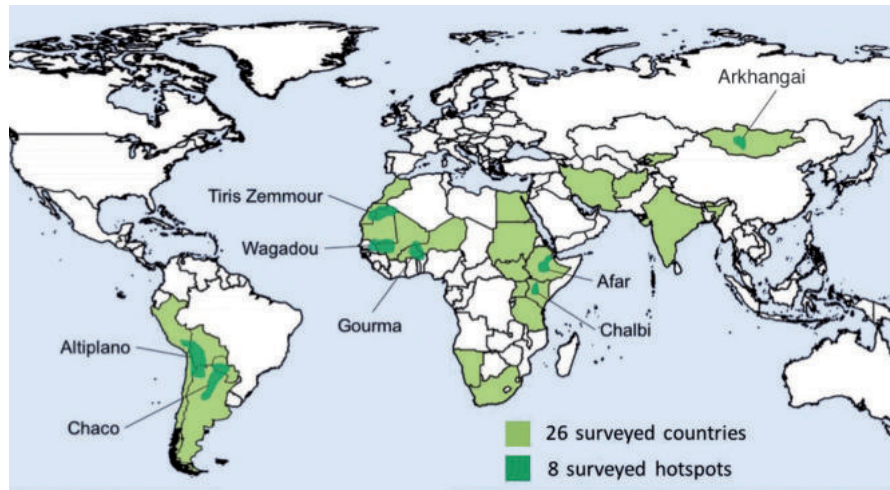 Arkhangai
Tiris Zemmour
Wagadou
Afar
Gourma
Chalbi
Altiplano
Chaco
26 surveyed countries
8 surveyed hotspots